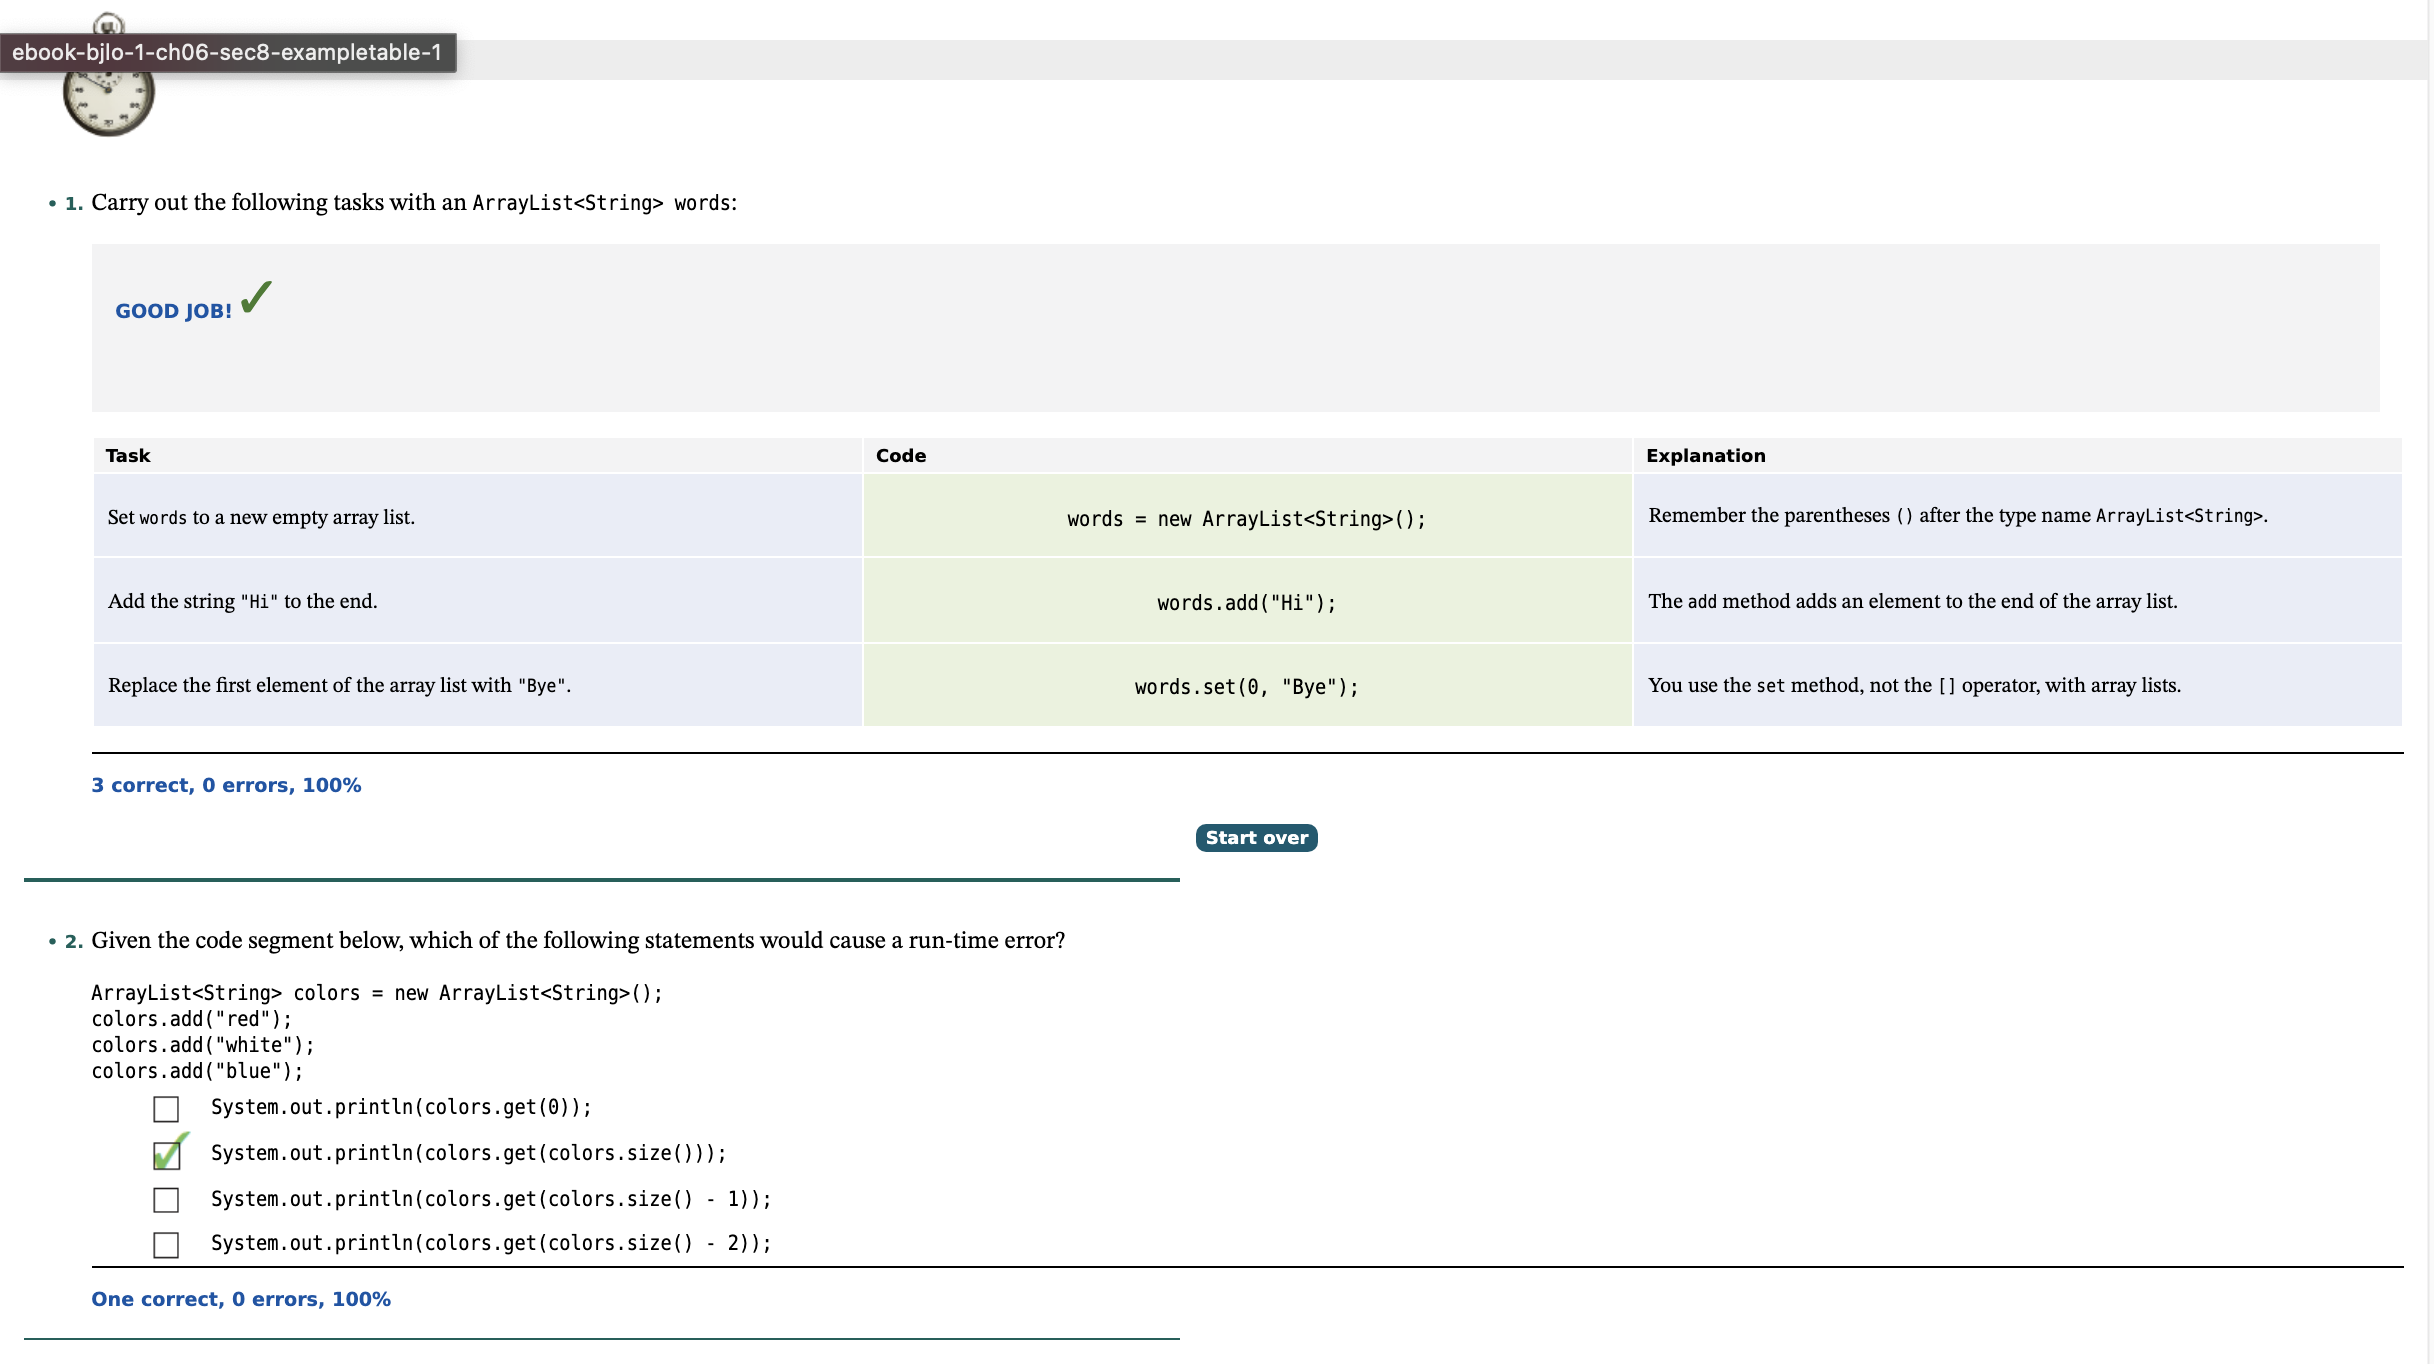 ebook-bjlo-1-ch06-sec8-exampletable-1
• 1. Carry out the following tasks with an ArrayList<String> words:
GOOD JOB! ✓
Task Code Explanation
Set words to a new empty array list. words = new ArrayList<String>(); Remember the parentheses () after the type name ArrayList<String>.
Add the string "Hi" to the end. words.add("Hi"); The add method adds an element to the end of the array list.
Replace the first element of the array list with "Bye". words.set(0, "Bye"); You use the set method, not the [] operator, with array lists.
3 correct, 0 errors, 100%
Start over
• 2. Given the code segment below, which of the following statements would cause a run-time error?
ArrayList<String> colors = new ArrayList<String>();
colors.add("red");
colors.add("white");
colors.add("blue");
System.out.println(colors.get(0));
System.out.println(colors.get(colors.size()));
System.out.println(colors.get(colors.size() - 1));
System.out.println(colors.get(colors.size() - 2));
One correct, 0 errors, 100%